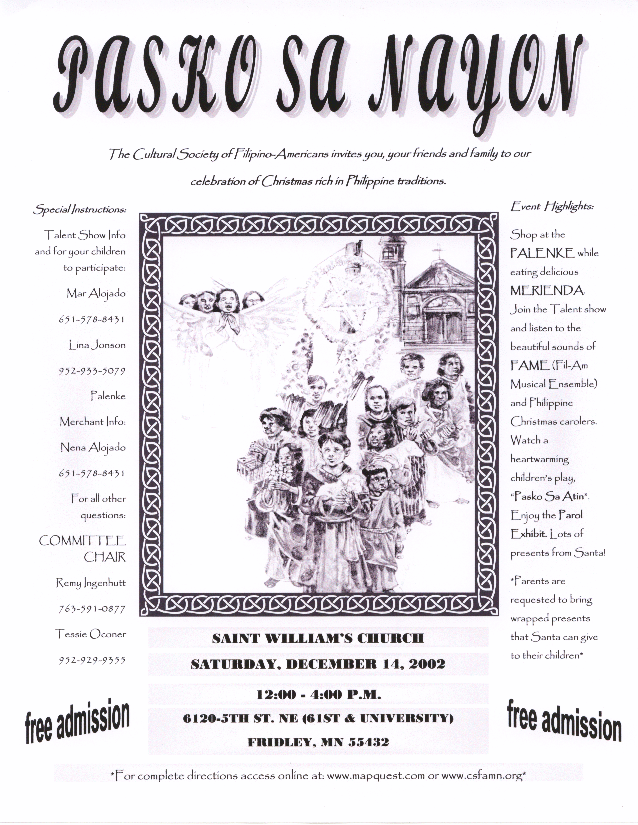 PASKO SA NAYON
The Cultural Society of Filipino-Americans invites you, your friends and family to our
celebration of Christmas rich in Philippine traditions.
Special Instructions:
Talent Show Info
and for your children
to participate:
Mar Alojado
651-578-8431
Lina Jonson
952-933-5079
Palenke
Merchant Info:
Nena Alojado
651-578-8431
For all other
questions:
COMMITTEE
CHAIR
Remy Ingenhutt
763-591-0877
Tessie Oconer
952-929-9355
free admission
Event Highlights:
Shop at the
PALENKE while
eating delicious
MERIENDA.
Join the Talent show
and listen to the
beautiful sounds of
FAME (Fil-Am
Musical Ensemble)
and Philippine
Christmas carolers.
Watch a
heartwarming
children's play,
"Pasko Sa Atin".
Enjoy the Parol
Exhibit. Lots of
presents from Santa!
*Parents are
requested to bring
wrapped presents
that Santa can give
to their children*
free admission
SAINT WILLIAM'S CHURCH
SATURDAY, DECEMBER 14, 2002
12:00 - 4:00 P.M.
6120-5TH ST. NE (61ST & UNIVERSITY)
FRIDLEY, MN 55432
*For complete directions access online at: www.mapquest.com or www.csfamn.org*